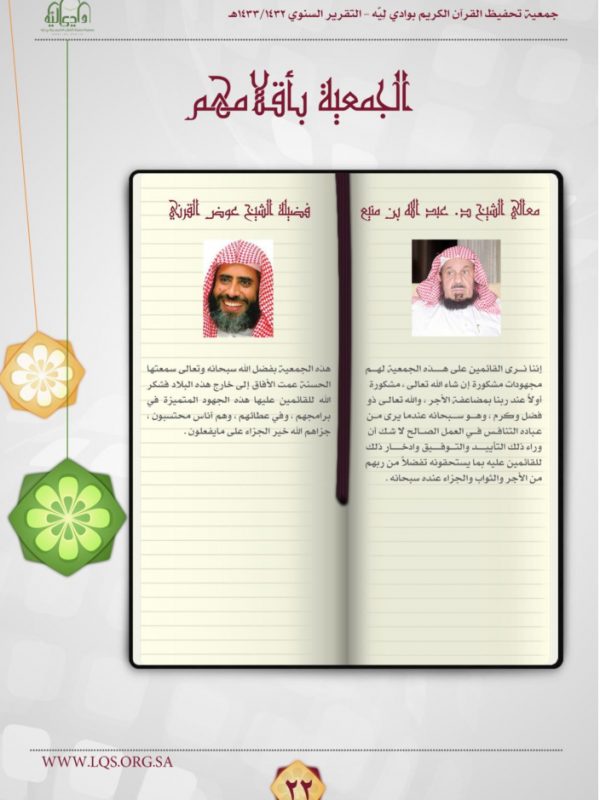 جمعية تحفيظ القرآن الكريم بوادي ليّه - التقرير السنوي ١٤٣٢/١٤٣٣هـ
وادي ليه
الجمعية بأقلامهم
معالي الشيخ د. عبد الله بن منيع
إننا نرى القائمين على هذه الجمعية لهم
مجهودات مشكورة إن شاء الله تعالى ، مشكورة
أولاً عند ربنا بمضاعفة الأجر ، والله تعالى ذو
فضل وكرم ، وهو سبحانه عندما يرى من
عباده التنافس في العمل الصالح لا شك أن
وراء ذلك التأييد والتوفيق وادخار ذلك
للقائمين عليه بما يستحقونه تفضلاً من ربهم
من الأجر والثواب والجزاء عنده سبحانه .
فضيلة الشيخ عوض القرني
هذه الجمعية بفضل الله سبحانه وتعالى سمعتها
الحسنة عمت الأفاق إلى خارج هذه البلاد فشكر
الله للقائمين عليها هذه الجهود المتميزة في
برامجهم ، وفي عطائهم ، وهم أناس محتسبون ،
جزاهم الله خير الجزاء على مايفعلون .
WWW.LQS.ORG.SA
٢٢